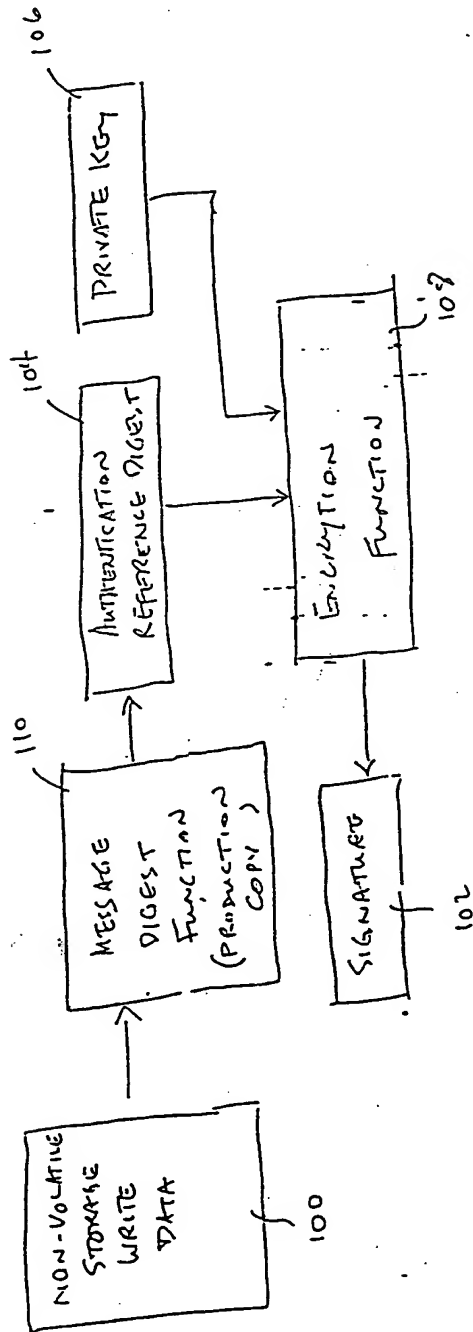 NON-VOLATILE
STORAGE
WRITE
DATA
100
MESSAGE
DIGEST
FUNCTION
(PRODUCTION
COPY)
110
AUTHENTICATION
REFERENCE DIGEST
104
PRIVATE KEY
106
ENCRYPTION
FUNCTION
108
SIGNATURE
102